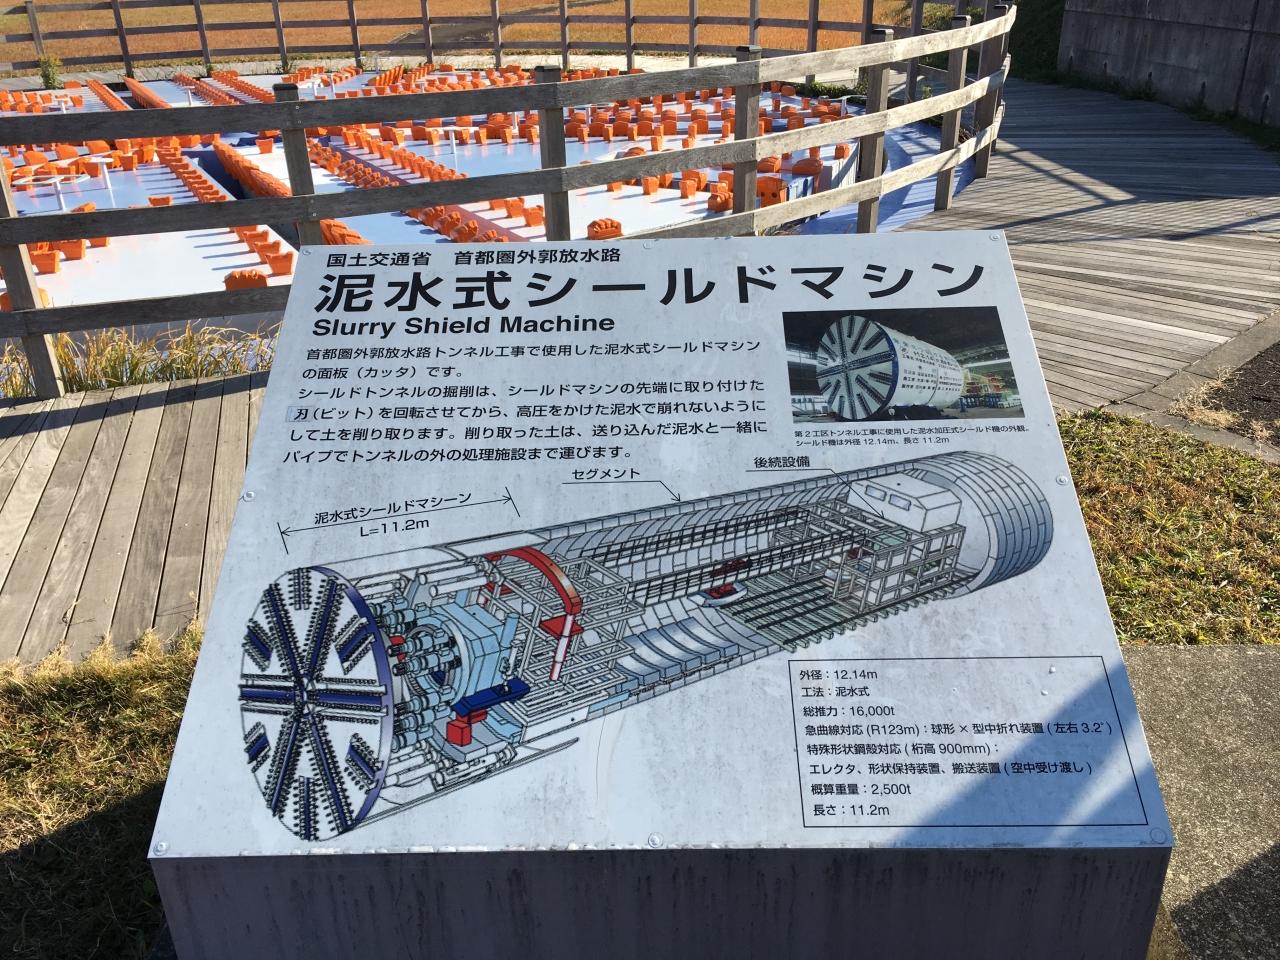 国土交通省　首都圏外郭放水路
泥水式シールドマシン
Slurry Shield Machine
首都圏外郭放水路トンネル工事で使用した泥水式シールドマシン
の面板（カッタ）です。
シールドトンネルの掘削は、シールドマシンの先端に取り付けた
刃（ビット）を回転させてから、高圧をかけた泥水で崩れないように
して土を削り取ります。削り取った土は、送り込んだ泥水と一緒に
パイプでトンネルの外の処理施設まで運びます。
第2工区トンネル工事に使用した泥水加圧式シールド機の外観。
シールド機は外径 12.14m、長さ 11.2m
後続設備
セグメント
泥水式シールドマシーン
L=11.2m
外径：12.14m
工法：泥水式
総推力：16,000t
急曲線対応 (R123m)：球形 × 型中折れ装置 ( 左右 3.2° )
特殊形状鋼殻対応 ( 桁高 900mm)：
エレクタ、形状保持装置、搬送装置 ( 空中受け渡し )
概算重量：2,500t
長さ：11.2m